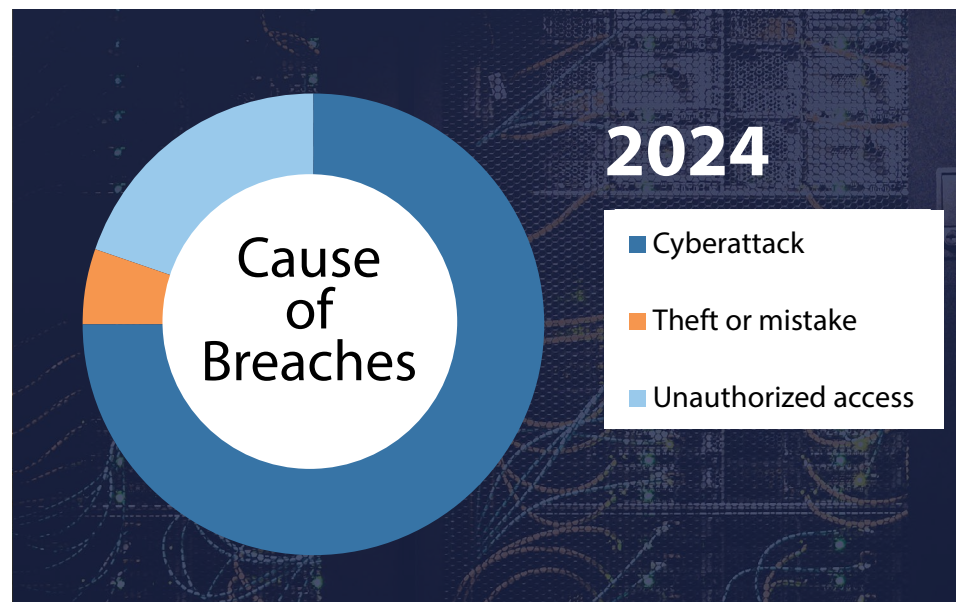 Cause
of
Breaches
2024
Cyberattack
Theft or mistake
Unauthorized access